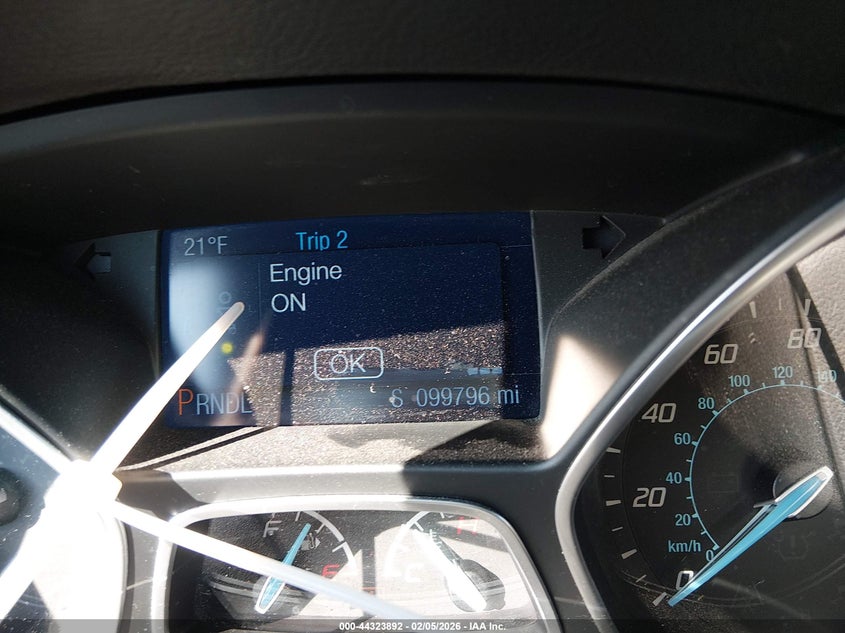 21°F Trip 2
Engine
ON
OK
PRNDL S 099796 mi
60 80
80 100 120 140
40 60
20 40
20
km/h 0
0
F H
E C
000-44323892 - 02/05/2026 - IAA Inc.